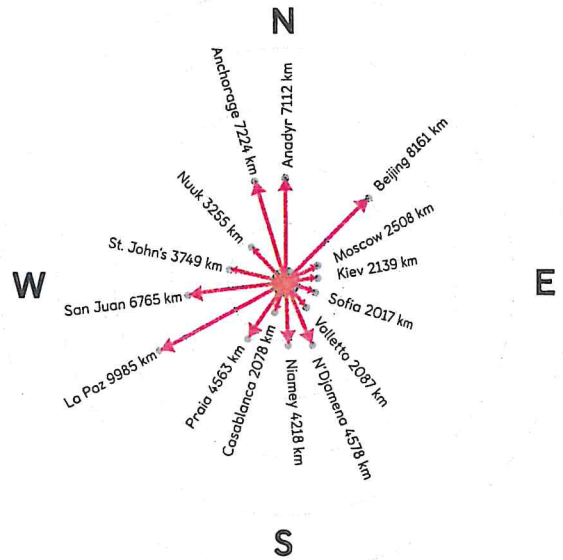 N
Anchorage 7224 km
Anadyr 7112 km
Beijing 8161 km
Nuuk 3255 km
Moscow 2508 km
St. John's 3749 km
Kiev 2139 km
W
E
San Juan 6765 km
Sofia 2017 km
La Paz 9985 km
Valletto 2087 km
Praia 4563 km
Casablanca 2078 km
Niamey 4218 km
N'Djamena 4578 km
S